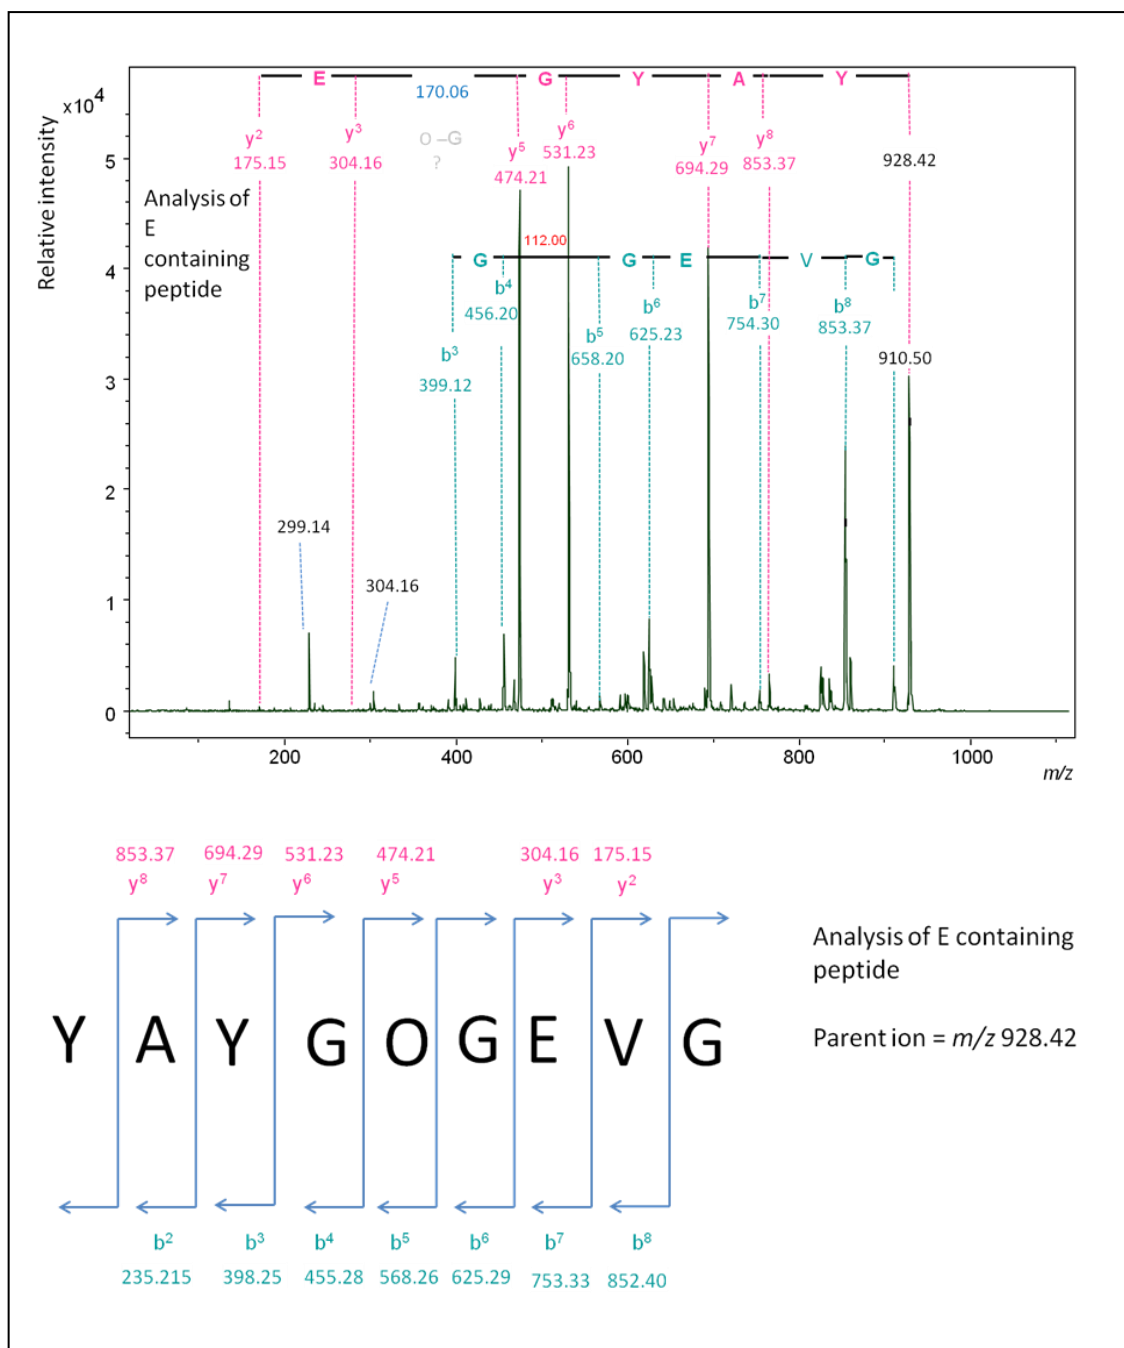 E G Y A Y
170.06
×10⁴
y² y³ O –G y⁵ y⁶ y⁷ y⁸
175.15 304.16 ? 474.21 531.23 694.29 853.37 928.42
Relative intensity
5
4
3
2
1
0
Analysis of
E
containing
peptide
112.00
G G E V G
b³ b⁴ b⁵ b⁶ b⁷ b⁸
399.12 456.20 658.20 625.23 754.30 853.37 910.50
299.14
304.16
200 400 600 800 1000
m/z
853.37 694.29 531.23 474.21 304.16 175.15
y⁸ y⁷ y⁶ y⁵ y³ y²
Y A Y G O G E V G
b² b³ b⁴ b⁵ b⁶ b⁷ b⁸
235.215 398.25 455.28 568.26 625.29 753.33 852.40
Analysis of E containing
peptide
Parent ion = m/z 928.42